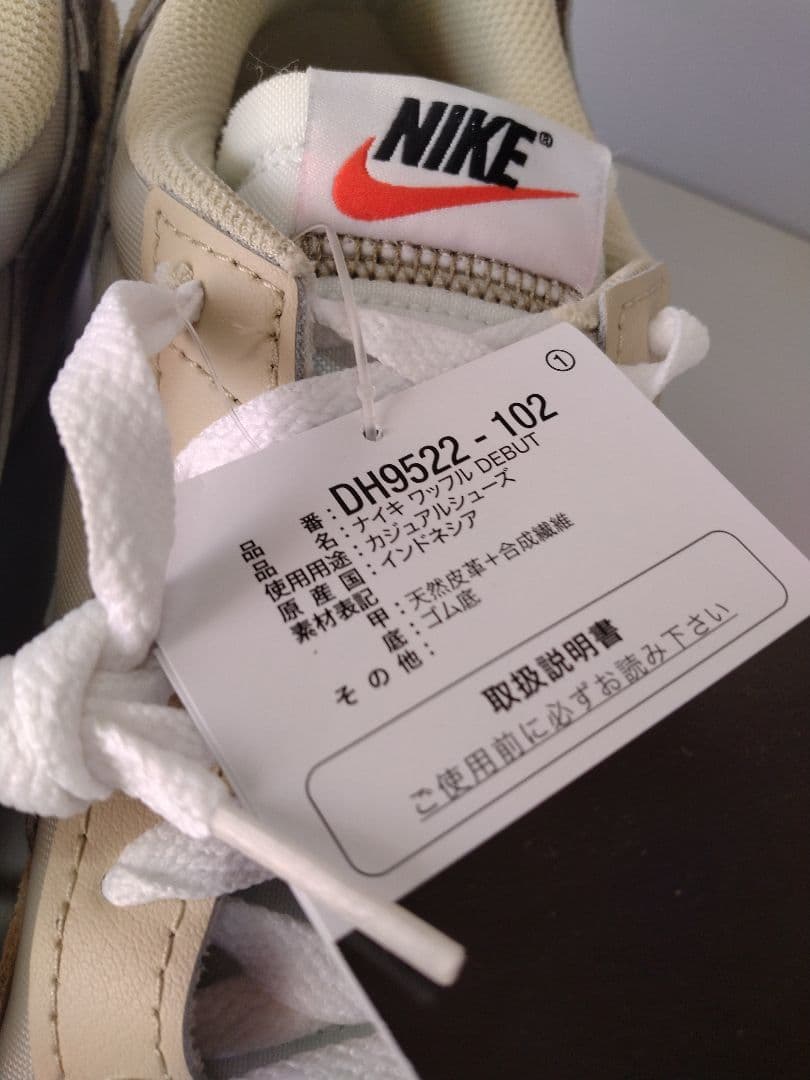 NIKE®
①
品番：DH9522-102
品名：ナイキ ワッフル DEBUT
使用用途：カジュアルシューズ
原産国：インドネシア
素材表記
甲：天然皮革＋合成繊維
底：ゴム底
その他：
取扱説明書
ご使用前に必ずお読み下さい